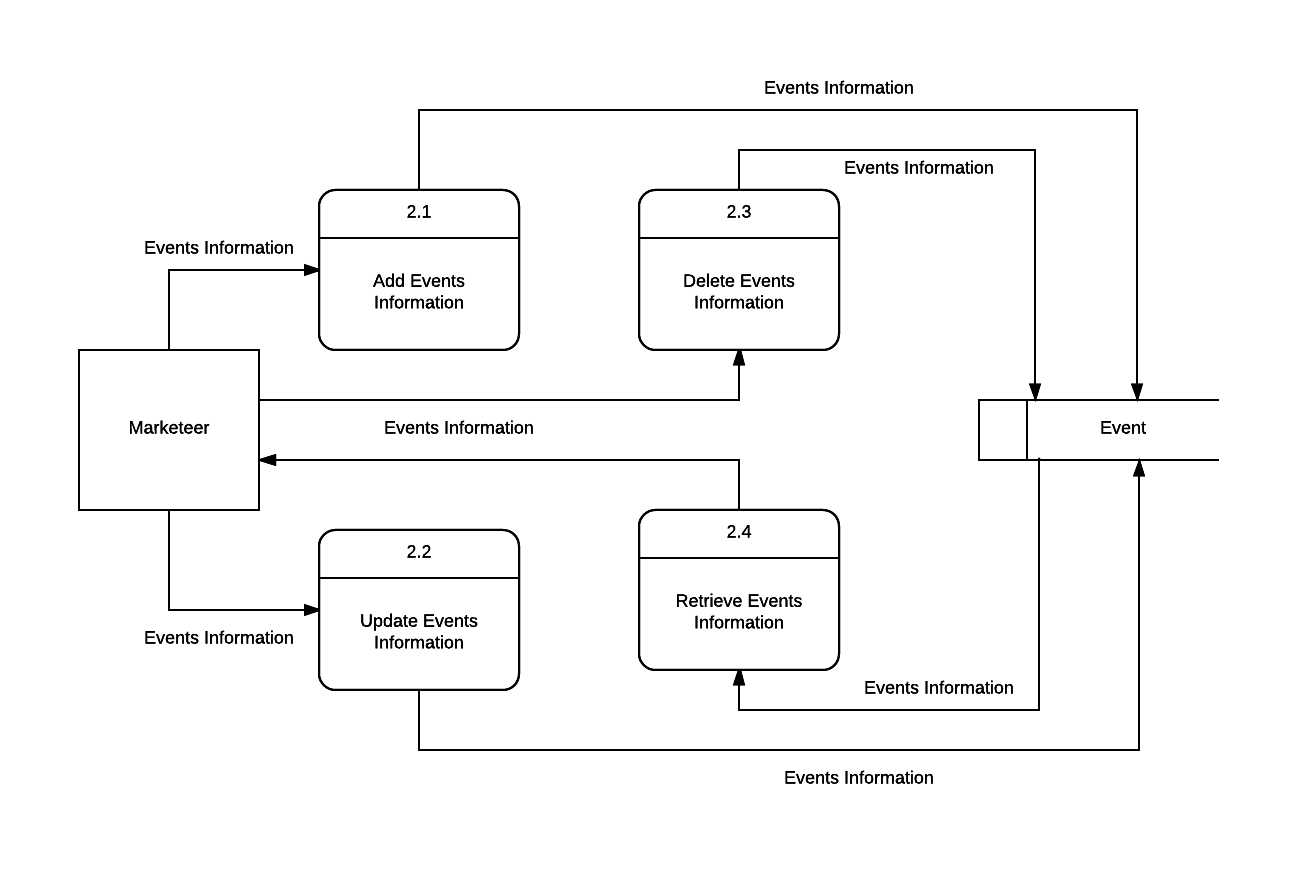 Events Information
Events Information
2.1
2.3
Events Information
Add Events
Information
Delete Events
Information
Marketeer
Events Information
Event
2.4
2.2
Retrieve Events
Information
Update Events
Information
Events Information
Events Information
Events Information